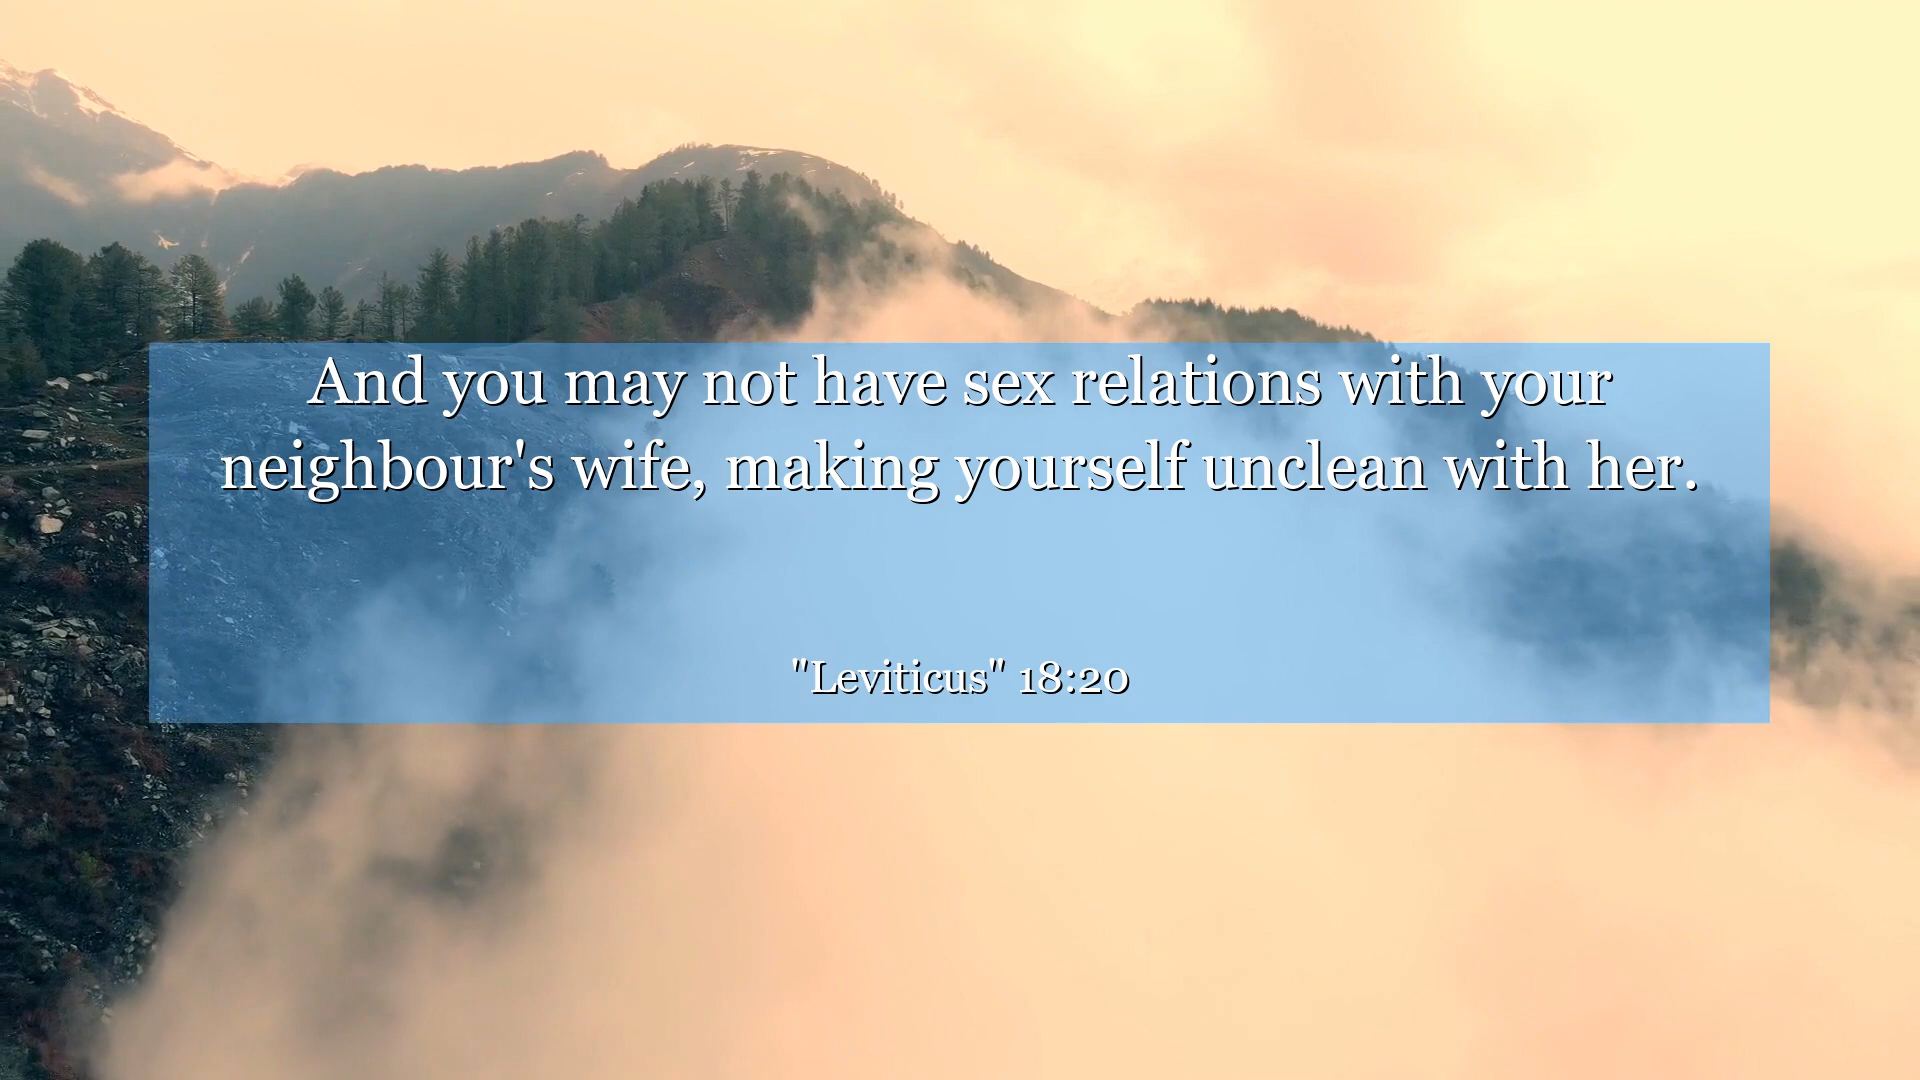 And you may not have sex relations with your
neighbour's wife, making yourself unclean with her.
"Leviticus" 18:20